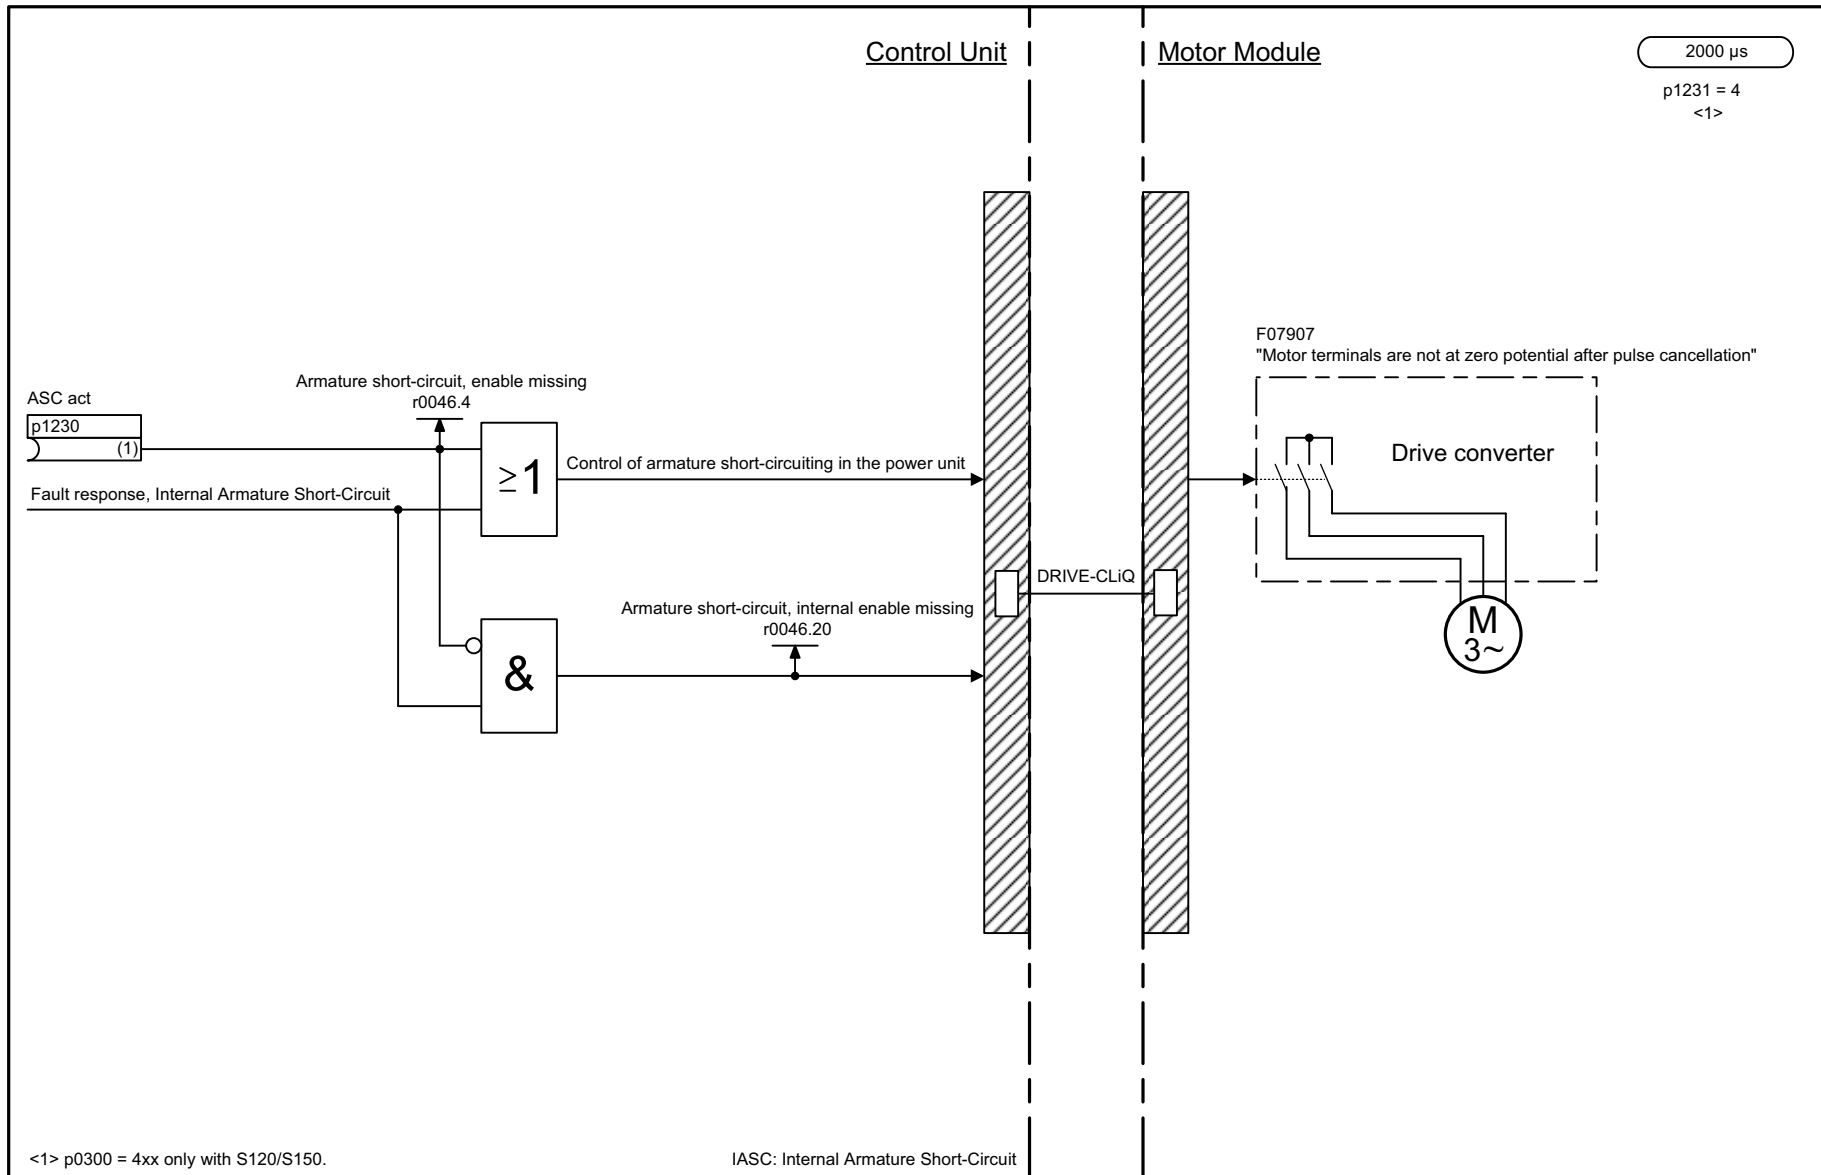 Control Unit
Motor Module
2000 µs
p1231 = 4
<1>
F07907
"Motor terminals are not at zero potential after pulse cancellation"
Armature short-circuit, enable missing
r0046.4
ASC act
p1230
(1)
Drive converter
≥1
Control of armature short-circuiting in the power unit
Fault response, Internal Armature Short-Circuit
DRIVE-CLiQ
Armature short-circuit, internal enable missing
r0046.20
M
3~
&
<1> p0300 = 4xx only with S120/S150.
IASC: Internal Armature Short-Circuit